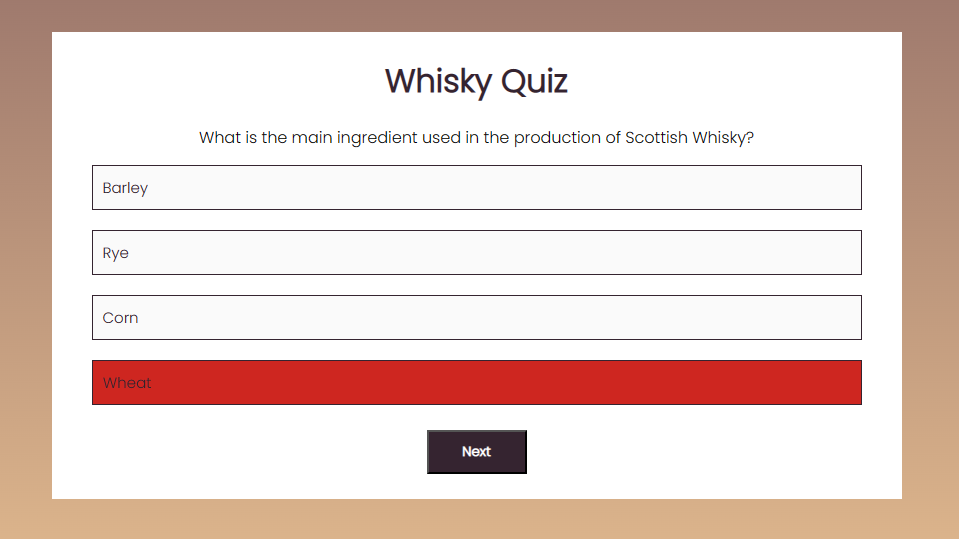 Whisky Quiz
What is the main ingredient used in the production of Scottish Whisky?
Barley
Rye
Corn
Wheat
Next